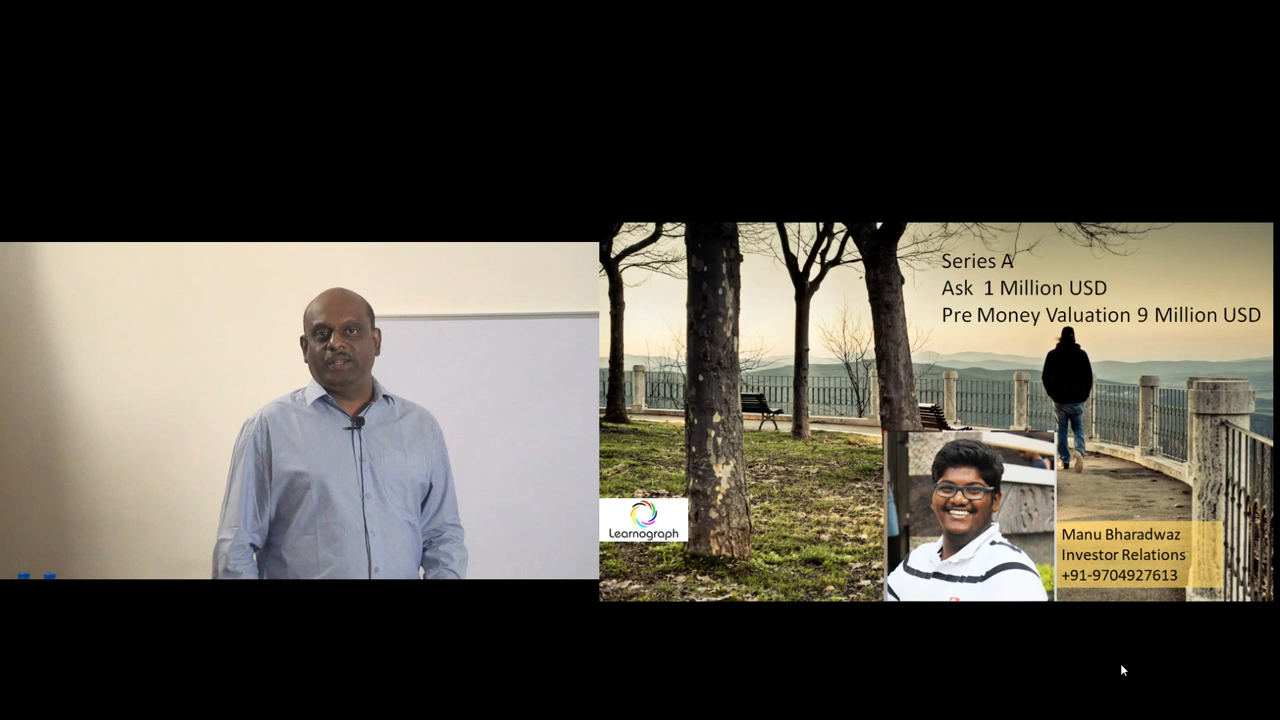 Series A
Ask 1 Million USD
Pre Money Valuation 9 Million USD
Learnograph
Manu Bharadwaz
Investor Relations
+91-9704927613